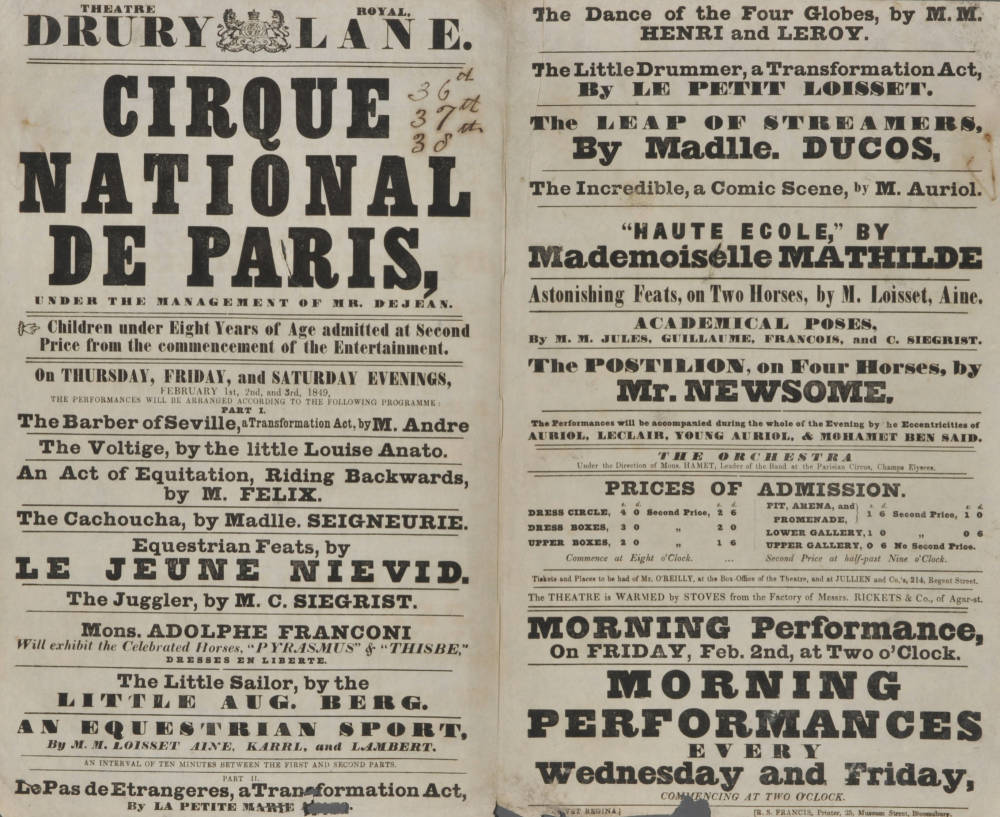 THEATRE ROYAL,
DRURY LANE.
CIRQUE
36th
37th
38th
NATIONAL
DE PARIS,
UNDER THE MANAGEMENT OF MR. DEJEAN.
☞ Children under Eight Years of Age admitted at Second
Price from the commencement of the Entertainment.
On THURSDAY, FRIDAY, and SATURDAY EVENINGS,
FEBRUARY 1st, 2nd, and 3rd, 1849,
THE PERFORMANCES WILL BE ARRANGED ACCORDING TO THE FOLLOWING PROGRAMME:
PART I.
The Barber of Seville, a Transformation Act, by M. Andre
The Voltige, by the little Louise Anato.
An Act of Equitation, Riding Backwards,
by M. FELIX.
The Cachoucha, by Madlle. SEIGNEURIE.
Equestrian Feats, by
LE JEUNE NIEVID.
The Juggler, by M. C. SIEGRIST.
Mons. ADOLPHE FRANCONI
Will exhibit the Celebrated Horses, "PYRASMUS" & "THISBE,"
DRESSES EN LIBERTE.
The Little Sailor, by the
LITTLE AUG. BERG.
AN EQUESTRIAN SPORT,
By M. M. LOISSET AINE, KARRL, and LAMBERT.
AN INTERVAL OF TEN MINUTES BETWEEN THE FIRST AND SECOND PARTS.
PART II.
Le Pas de Etrangeres, a Transformation Act,
By LA PETITE MARIE
The Dance of the Four Globes, by M. M.
HENRI and LEROY.
The Little Drummer, a Transformation Act,
By LE PETIT LOISSET.
The LEAP OF STREAMERS,
By Madlle. DUCOS,
The Incredible, a Comic Scene, by M. Auriol.
"HAUTE ECOLE," BY
Mademoiselle MATHILDE
Astonishing Feats, on Two Horses, by M. Loisset, Aine.
ACADEMICAL POSES,
By M. M. JULES, GUILLAUME, FRANCOIS, and C. SIEGRIST.
The POSTILION, on Four Horses, by
Mr. NEWSOME.
The Performances will be accompanied during the whole of the Evening by he Eccentricities of
AURIOL, LECLAIR, YOUNG AURIOL, & MOHAMET BEN SAID.
THE ORCHESTRA
Under the Direction of Mons. HAMET, Leader of the Band at the Parisian Circus, Champs Elysees.
PRICES OF ADMISSION.
s. d. s. d.
DRESS CIRCLE, 4 0 Second Price, 2 6
DRESS BOXES, 3 0 „ 2 0
UPPER BOXES, 2 0 „ 1 6
s. d. s. d.
PIT, ARENA, and PROMENADE, } 1 6 Second Price, 1 0
LOWER GALLERY, 1 0 „ 0 6
UPPER GALLERY, 0 6 No Second Price.
Commence at Eight o'Clock. ... Second Price at half-past Nine o'Clock.
Tickets and Places to be had of Mr. O'REILLY, at the Box-Office of the Theatre, and at JULLIEN and Co.'s, 214, Regent Street.
The THEATRE is WARMED by STOVES from the Factory of Messrs. RICKETS & Co., of Agar-st.
MORNING Performance,
On FRIDAY, Feb. 2nd, at Two o'Clock.
MORNING
PERFORMANCES
EVERY
Wednesday and Friday,
COMMENCING AT TWO O'CLOCK.
REGINA.] [R. S. FRANCIS, Printer, 25, Museum Street, Bloomsbury.